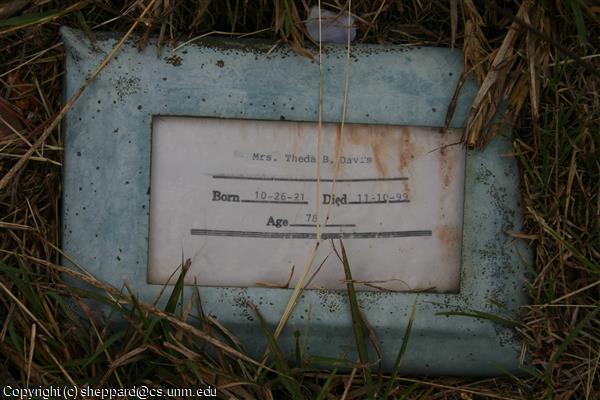 Mrs. Theda B. Davis
Born 10-26-21 Died 11-10-99
Age 78
Copyright (c) sheppard@cs.unm.edu